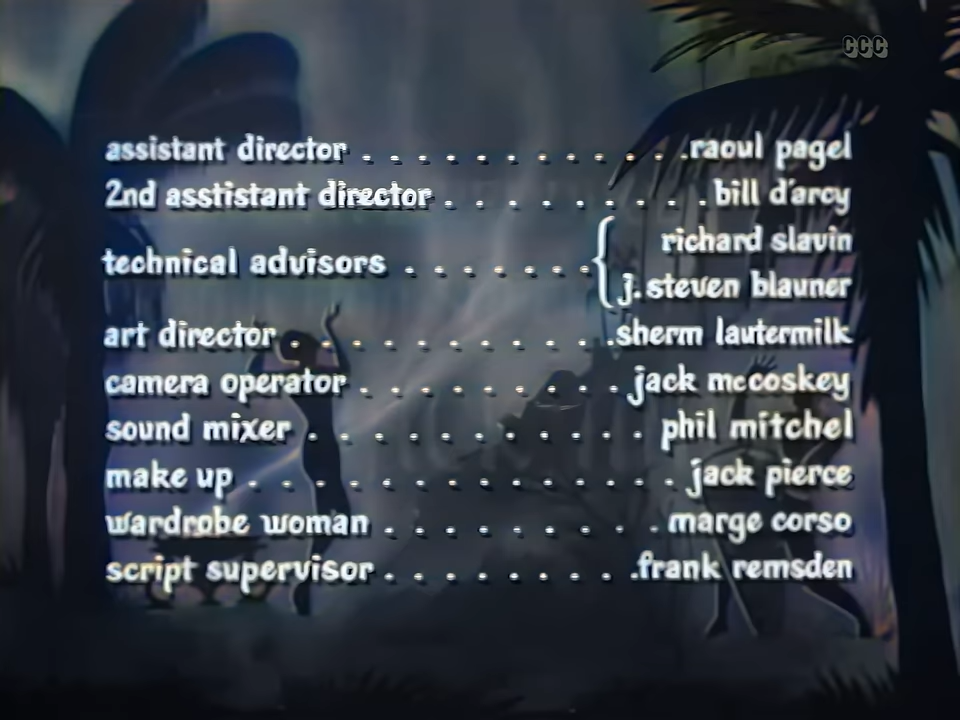 CCC
assistant director . . . . . . . . . . . . .raoul pagel
2nd asstistant director . . . . . . . . . bill d'arcy
technical advisors . . . . . . . { richard slavin
j. steven blauner
art director . . . . . . . . . . . . .sherm lautermilk
camera operator . . . . . . . . . jack mccoskey
sound mixer . . . . . . . . . . . phil mitchel
make up . . . . . . . . . . . . . . jack pierce
wardrobe woman . . . . . . . . . marge corso
script supervisor . . . . . . . . .frank remsden